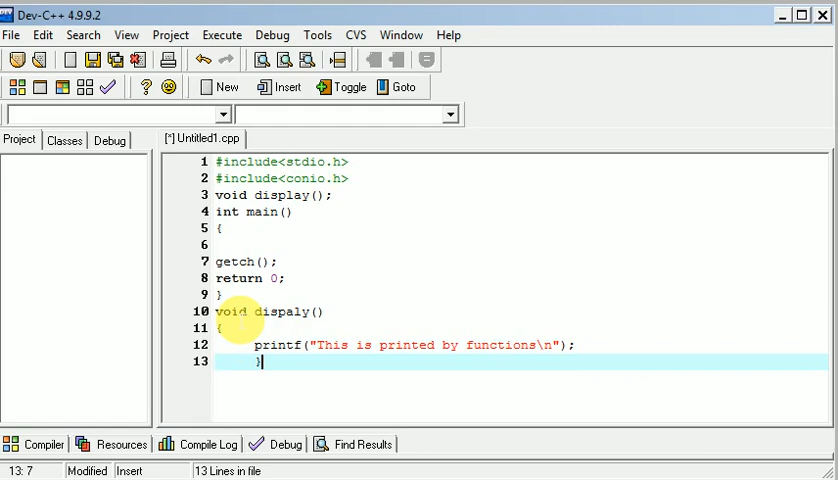 Dev-C++ 4.9.9.2
File Edit Search View Project Execute Debug Tools CVS Window Help
New Insert Toggle Goto
Project Classes Debug [*] Untitled1.cpp
1 #include<stdio.h>
2 #include<conio.h>
3 void display();
4 int main()
5 {
6
7 getch();
8 return 0;
9 }
10 void dispaly()
11 {
12 printf("This is printed by functions\n");
13 }
Compiler Resources Compile Log Debug Find Results
13: 7 Modified Insert 13 Lines in file